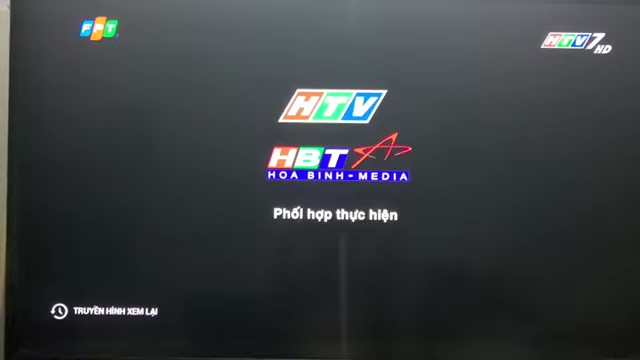 FPT
HTV7
HD
HTV
HBT
HOA BINH - MEDIA
Phối hợp thực hiện
TRUYỀN HÌNH XEM LẠI